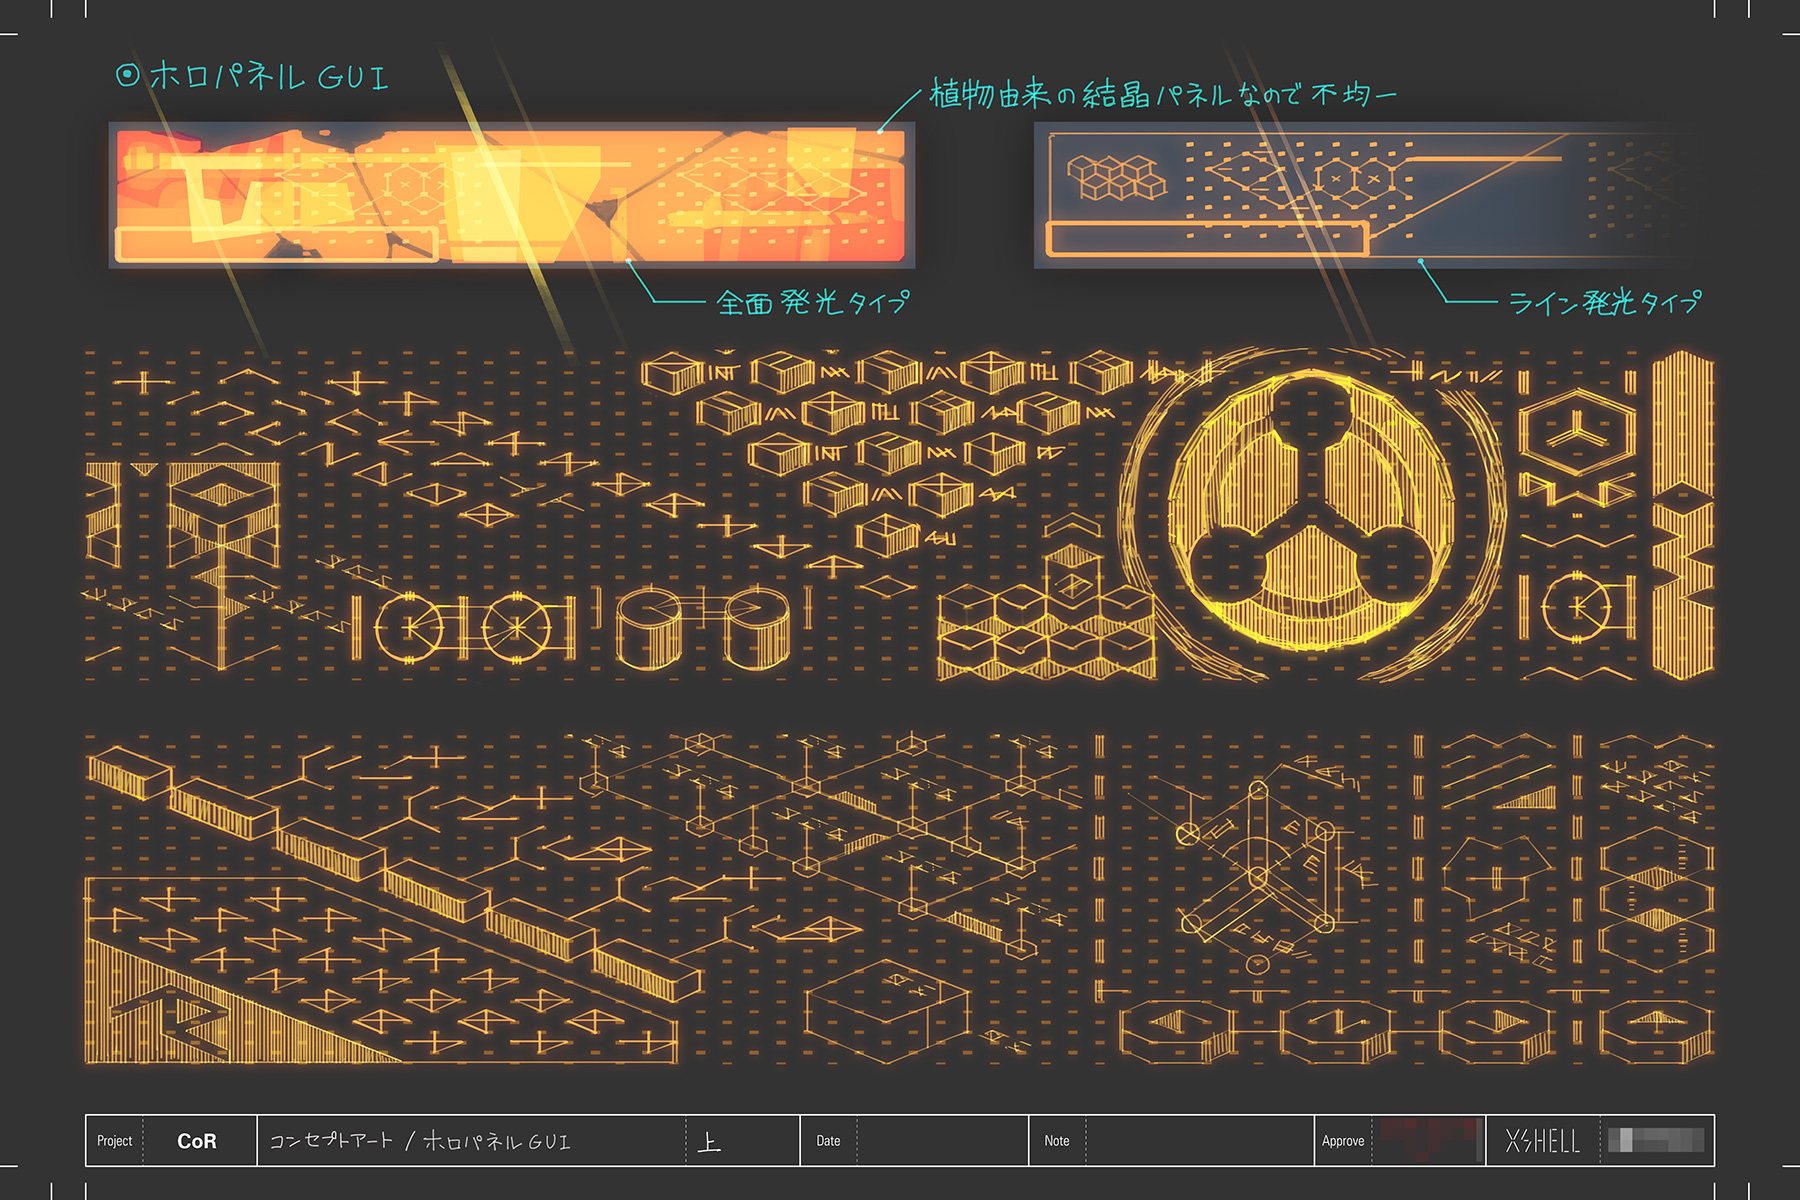 ◎ホロパネル GUI
植物由来の結晶パネルなので不均一
全面発光タイプ
ライン発光タイプ
Project
CoR
コンセプトアート / ホロパネル GUI
上
Date
Note
Approve
XSHELL